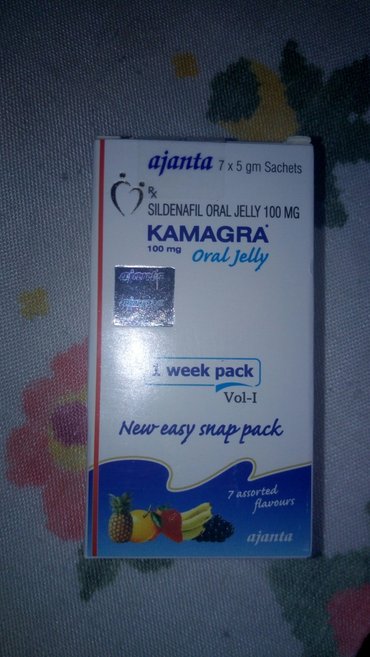 ajanta 7 x 5 gm Sachets
Rx
SILDENAFIL ORAL JELLY 100 MG
KAMAGRA®
100 mg Oral Jelly
1 week pack
Vol-I
New easy snap pack
7 assorted
flavours
ajanta